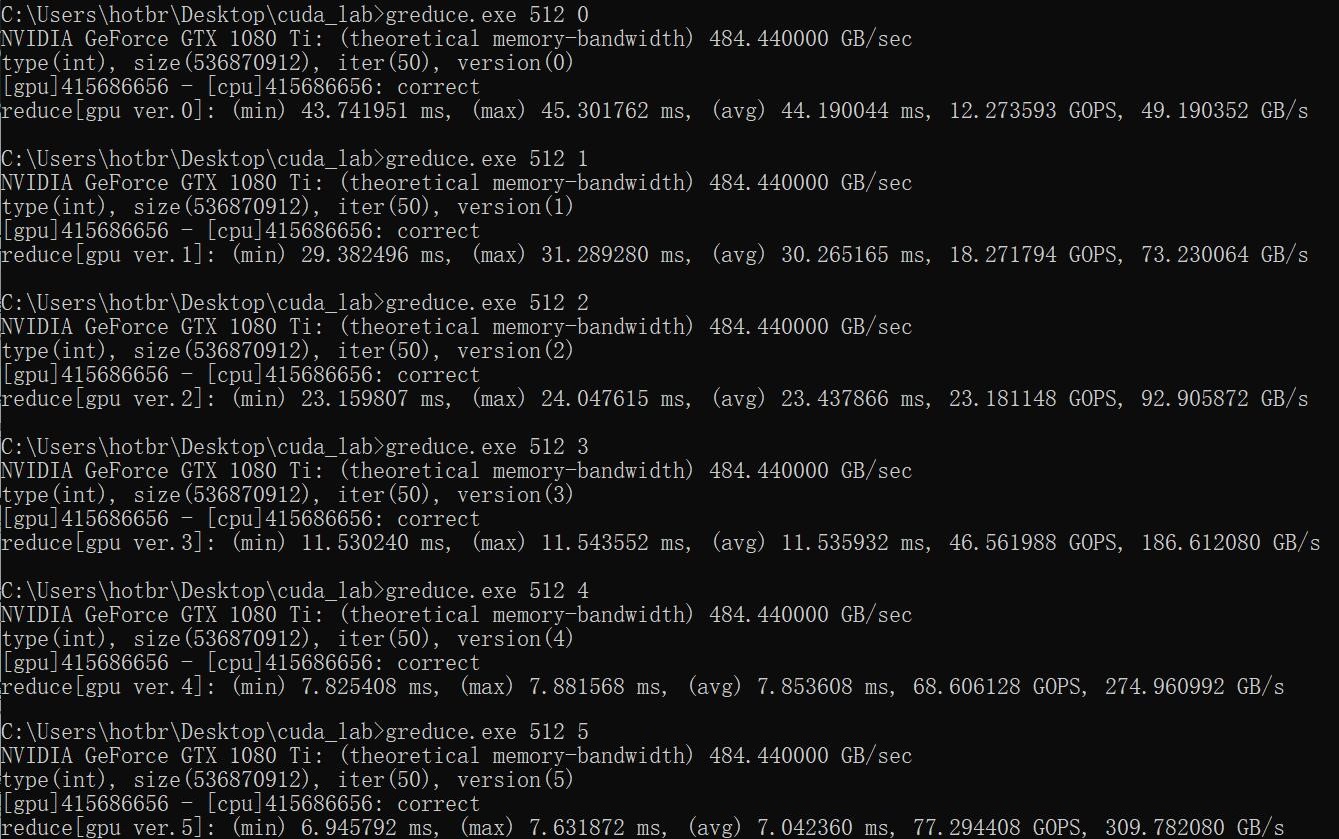 C:\Users\hotbr\Desktop\cuda_lab>greduce.exe 512 0
NVIDIA GeForce GTX 1080 Ti: (theoretical memory-bandwidth) 484.440000 GB/sec
type(int), size(536870912), iter(50), version(0)
[gpu]415686656 - [cpu]415686656: correct
reduce[gpu ver.0]: (min) 43.741951 ms, (max) 45.301762 ms, (avg) 44.190044 ms, 12.273593 GOPS, 49.190352 GB/s
C:\Users\hotbr\Desktop\cuda_lab>greduce.exe 512 1
NVIDIA GeForce GTX 1080 Ti: (theoretical memory-bandwidth) 484.440000 GB/sec
type(int), size(536870912), iter(50), version(1)
[gpu]415686656 - [cpu]415686656: correct
reduce[gpu ver.1]: (min) 29.382496 ms, (max) 31.289280 ms, (avg) 30.265165 ms, 18.271794 GOPS, 73.230064 GB/s
C:\Users\hotbr\Desktop\cuda_lab>greduce.exe 512 2
NVIDIA GeForce GTX 1080 Ti: (theoretical memory-bandwidth) 484.440000 GB/sec
type(int), size(536870912), iter(50), version(2)
[gpu]415686656 - [cpu]415686656: correct
reduce[gpu ver.2]: (min) 23.159807 ms, (max) 24.047615 ms, (avg) 23.437866 ms, 23.181148 GOPS, 92.905872 GB/s
C:\Users\hotbr\Desktop\cuda_lab>greduce.exe 512 3
NVIDIA GeForce GTX 1080 Ti: (theoretical memory-bandwidth) 484.440000 GB/sec
type(int), size(536870912), iter(50), version(3)
[gpu]415686656 - [cpu]415686656: correct
reduce[gpu ver.3]: (min) 11.530240 ms, (max) 11.543552 ms, (avg) 11.535932 ms, 46.561988 GOPS, 186.612080 GB/s
C:\Users\hotbr\Desktop\cuda_lab>greduce.exe 512 4
NVIDIA GeForce GTX 1080 Ti: (theoretical memory-bandwidth) 484.440000 GB/sec
type(int), size(536870912), iter(50), version(4)
[gpu]415686656 - [cpu]415686656: correct
reduce[gpu ver.4]: (min) 7.825408 ms, (max) 7.881568 ms, (avg) 7.853608 ms, 68.606128 GOPS, 274.960992 GB/s
C:\Users\hotbr\Desktop\cuda_lab>greduce.exe 512 5
NVIDIA GeForce GTX 1080 Ti: (theoretical memory-bandwidth) 484.440000 GB/sec
type(int), size(536870912), iter(50), version(5)
[gpu]415686656 - [cpu]415686656: correct
reduce[gpu ver.5]: (min) 6.945792 ms, (max) 7.631872 ms, (avg) 7.042360 ms, 77.294408 GOPS, 309.782080 GB/s